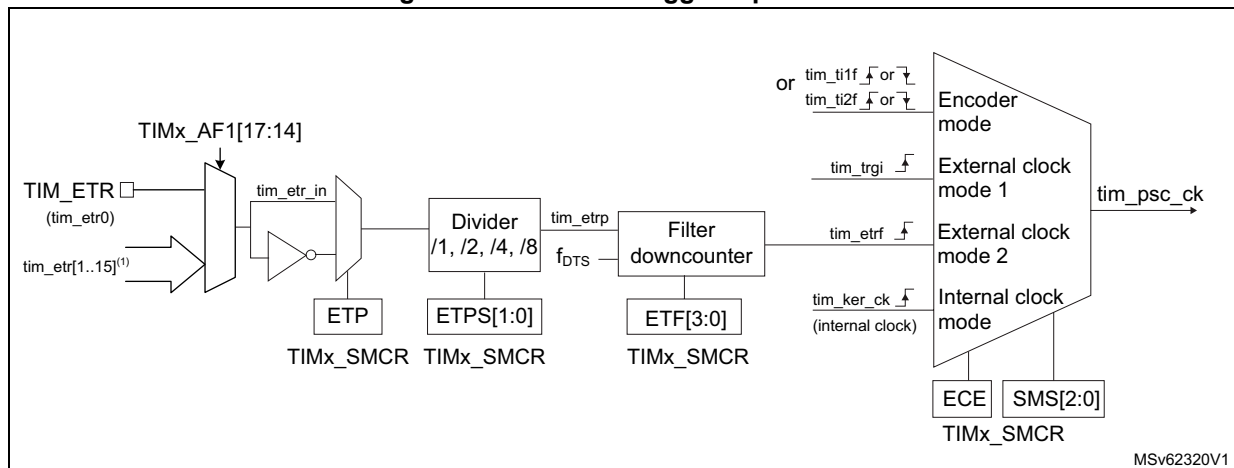 or tim_ti1f or
tim_ti2f or
Encoder
mode
TIMx_AF1[17:14]
TIM_ETR
(tim_etr0)
tim_etr[1..15](1)
tim_etr_in
Divider
/1, /2, /4, /8
tim_etrp
fDTS
Filter
downcounter
tim_trgi
External clock
mode 1
tim_etrf
External clock
mode 2
tim_ker_ck
(internal clock)
Internal clock
mode
tim_psc_ck
ETP
TIMx_SMCR
ETPS[1:0]
TIMx_SMCR
ETF[3:0]
TIMx_SMCR
ECE
SMS[2:0]
TIMx_SMCR
MSv62320V1